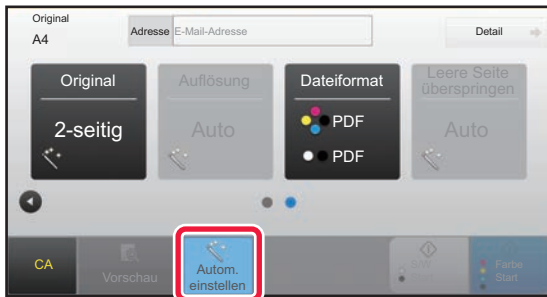 Original
A4
Adresse E-Mail-Adresse
Detail
Original
2-seitig
Auflösung
Auto
Dateiformat
PDF
PDF
Leere Seite
überspringen
Auto
CA
Vorschau
Autom.
einstellen
S/W
Start
Farbe
Start